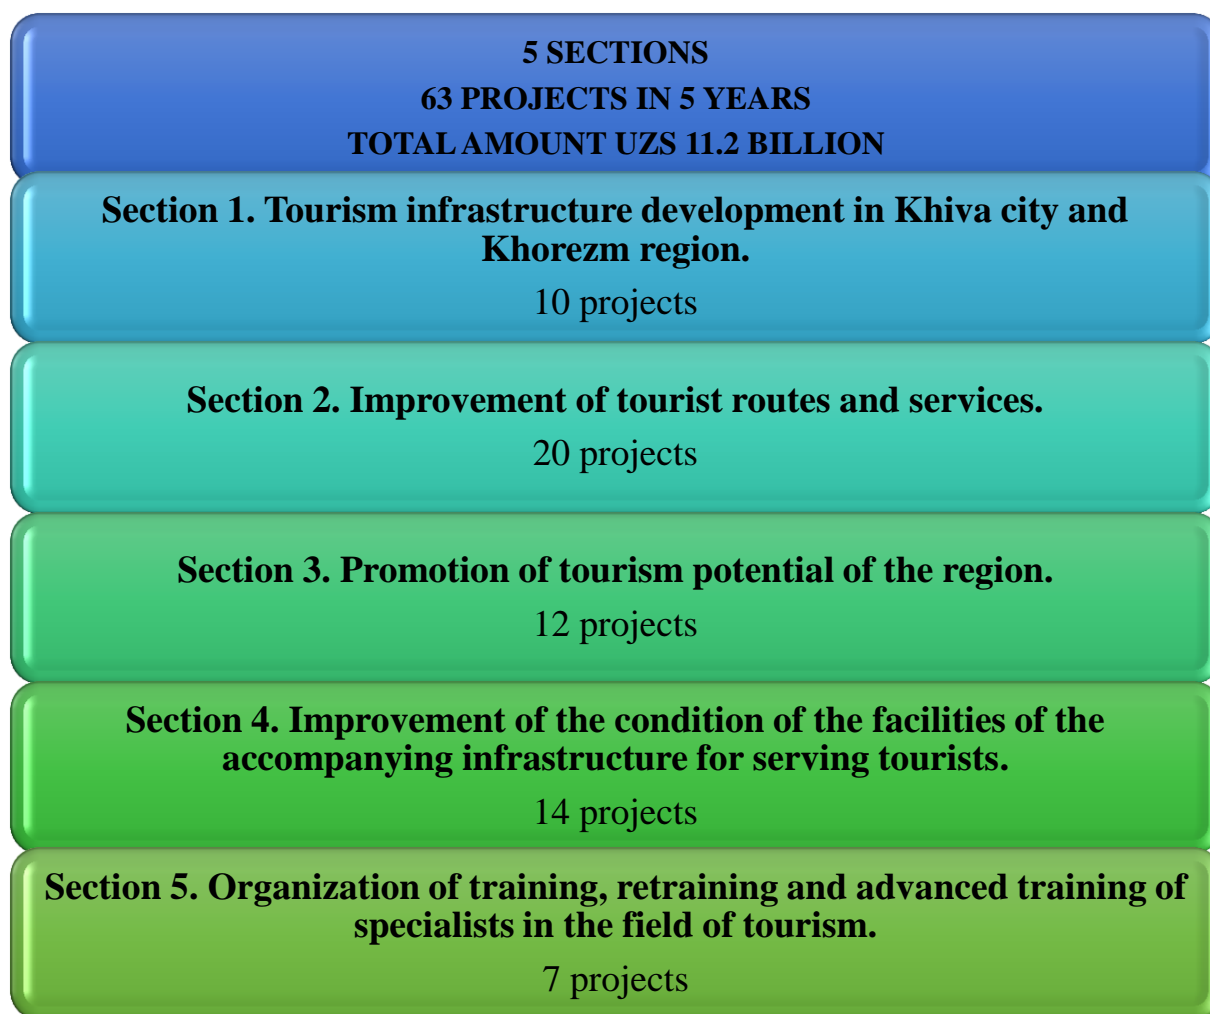 5 SECTIONS
63 PROJECTS IN 5 YEARS
TOTAL AMOUNT UZS 11.2 BILLION
Section 1. Tourism infrastructure development in Khiva city and
Khorezm region.
10 projects
Section 2. Improvement of tourist routes and services.
20 projects
Section 3. Promotion of tourism potential of the region.
12 projects
Section 4. Improvement of the condition of the facilities of the
accompanying infrastructure for serving tourists.
14 projects
Section 5. Organization of training, retraining and advanced training of
specialists in the field of tourism.
7 projects